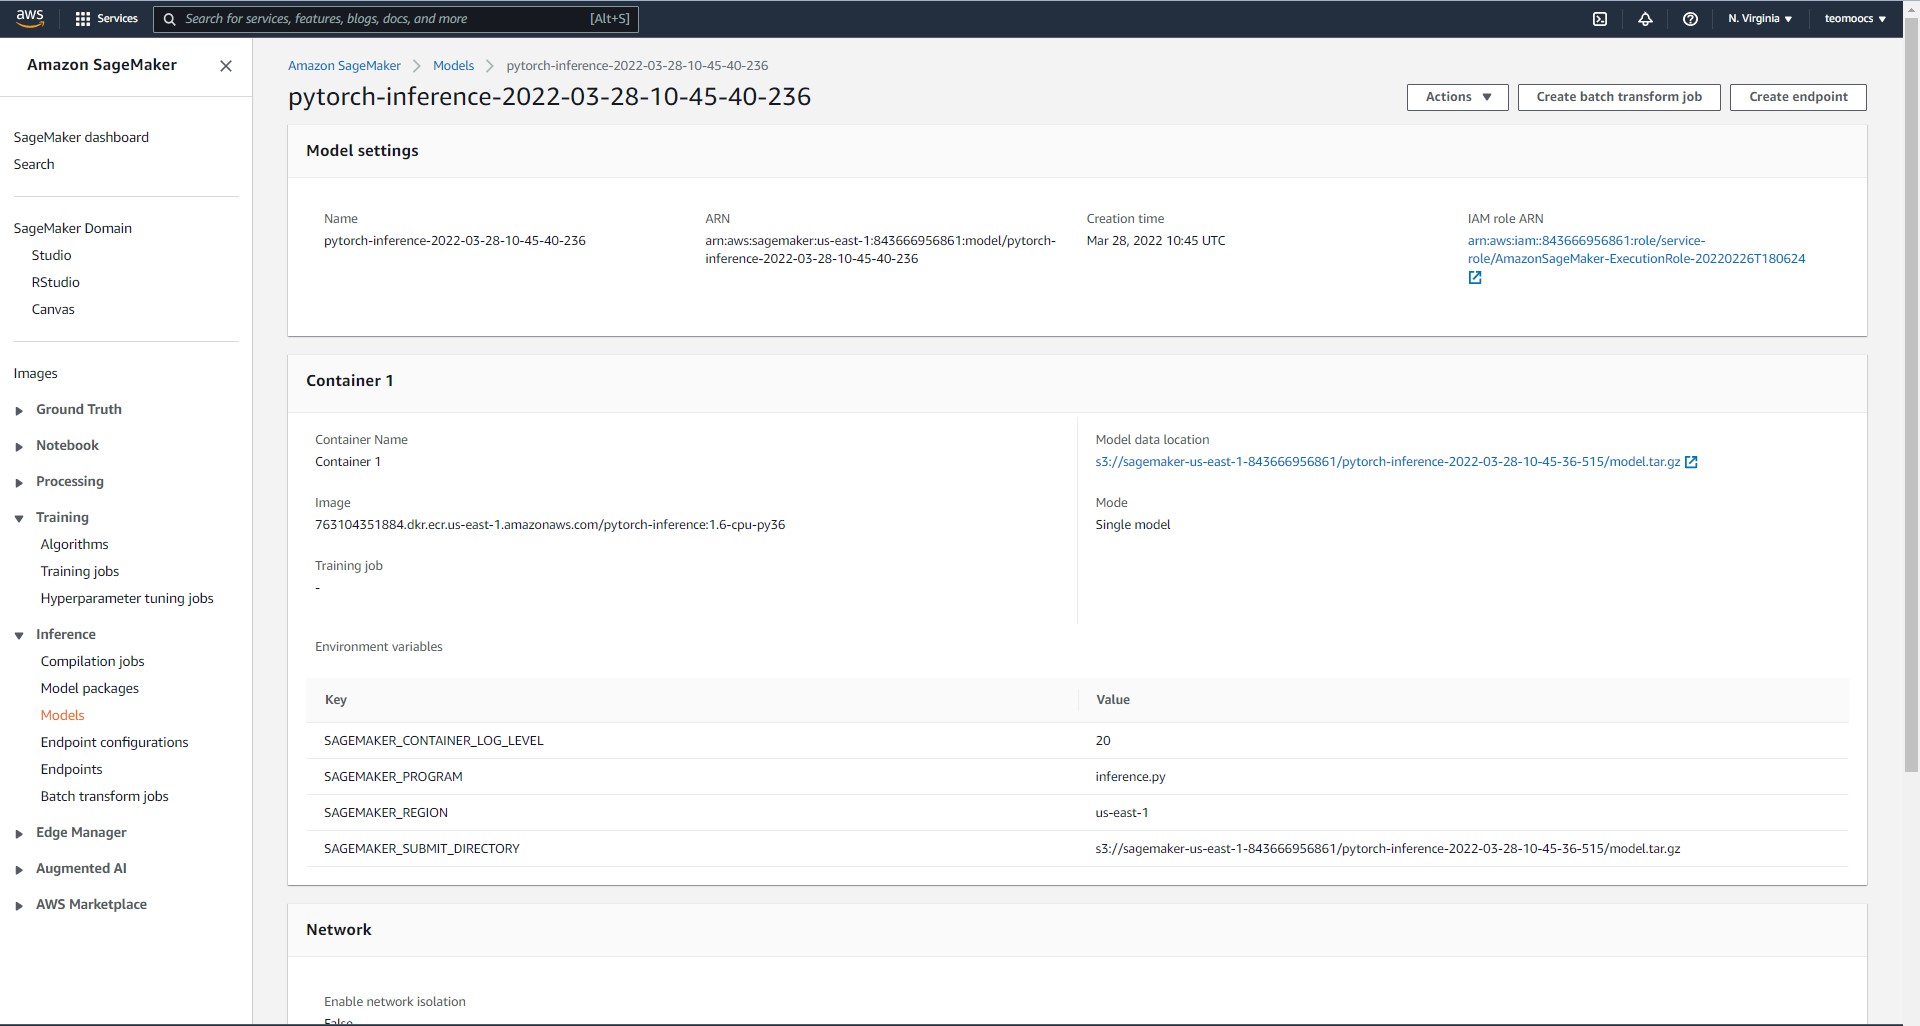 aws
Services
Search for services, features, blogs, docs, and more
[Alt+S]
N. Virginia
teomoocs
Amazon SageMaker
SageMaker dashboard
Search
SageMaker Domain
Studio
RStudio
Canvas
Images
Ground Truth
Notebook
Processing
Training
Algorithms
Training jobs
Hyperparameter tuning jobs
Inference
Compilation jobs
Model packages
Models
Endpoint configurations
Endpoints
Batch transform jobs
Edge Manager
Augmented AI
AWS Marketplace
Amazon SageMaker > Models > pytorch-inference-2022-03-28-10-45-40-236
pytorch-inference-2022-03-28-10-45-40-236
Actions
Create batch transform job
Create endpoint
Model settings
Name
pytorch-inference-2022-03-28-10-45-40-236
ARN
arn:aws:sagemaker:us-east-1:843666956861:model/pytorch-
inference-2022-03-28-10-45-40-236
Creation time
Mar 28, 2022 10:45 UTC
IAM role ARN
arn:aws:iam::843666956861:role/service-
role/AmazonSageMaker-ExecutionRole-20220226T180624
Container 1
Container Name
Container 1
Image
763104351884.dkr.ecr.us-east-1.amazonaws.com/pytorch-inference:1.6-cpu-py36
Training job
-
Model data location
s3://sagemaker-us-east-1-843666956861/pytorch-inference-2022-03-28-10-45-36-515/model.tar.gz
Mode
Single model
Environment variables
Key
Value
SAGEMAKER_CONTAINER_LOG_LEVEL
20
SAGEMAKER_PROGRAM
inference.py
SAGEMAKER_REGION
us-east-1
SAGEMAKER_SUBMIT_DIRECTORY
s3://sagemaker-us-east-1-843666956861/pytorch-inference-2022-03-28-10-45-36-515/model.tar.gz
Network
Enable network isolation
False